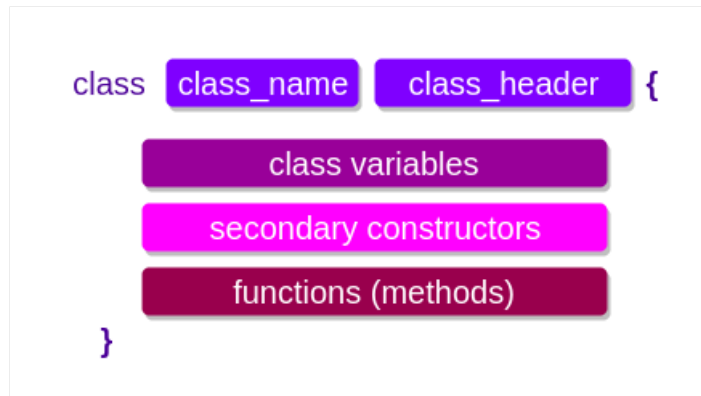 class class_name class_header {
class variables
secondary constructors
functions (methods)
}